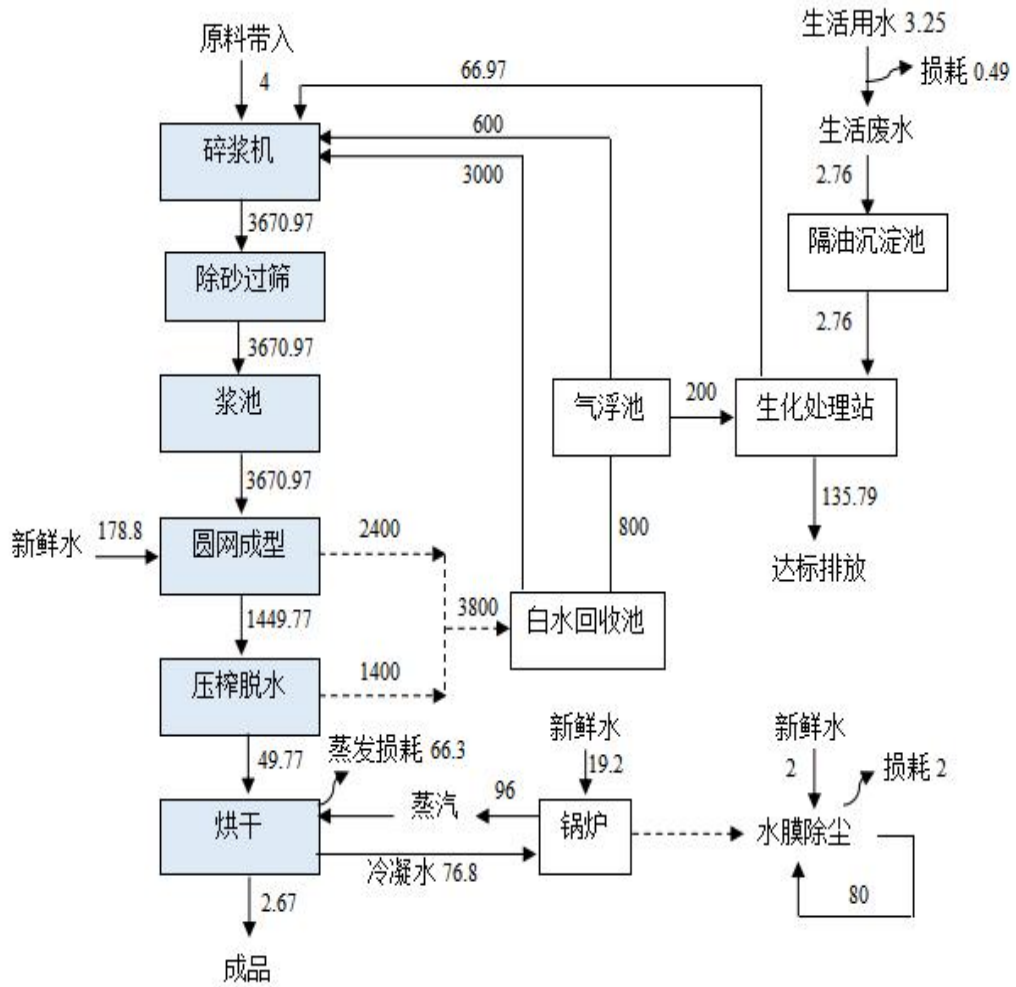 生活用水 3.25
原料带入
损耗 0.49
66.97
4
600
生活废水
碎浆机
3000
2.76
3670.97
隔油沉淀池
除砂过筛
2.76
3670.97
浆池
气浮池
200
生化处理站
3670.97
135.79
新鲜水
178.8
圆网成型
2400
800
达标排放
3800
白水回收池
1449.77
压榨脱水
1400
新鲜水
新鲜水
49.77
蒸发损耗 66.3
19.2
2
损耗 2
烘干
蒸汽
96
锅炉
水膜除尘
冷凝水 76.8
80
2.67
成品